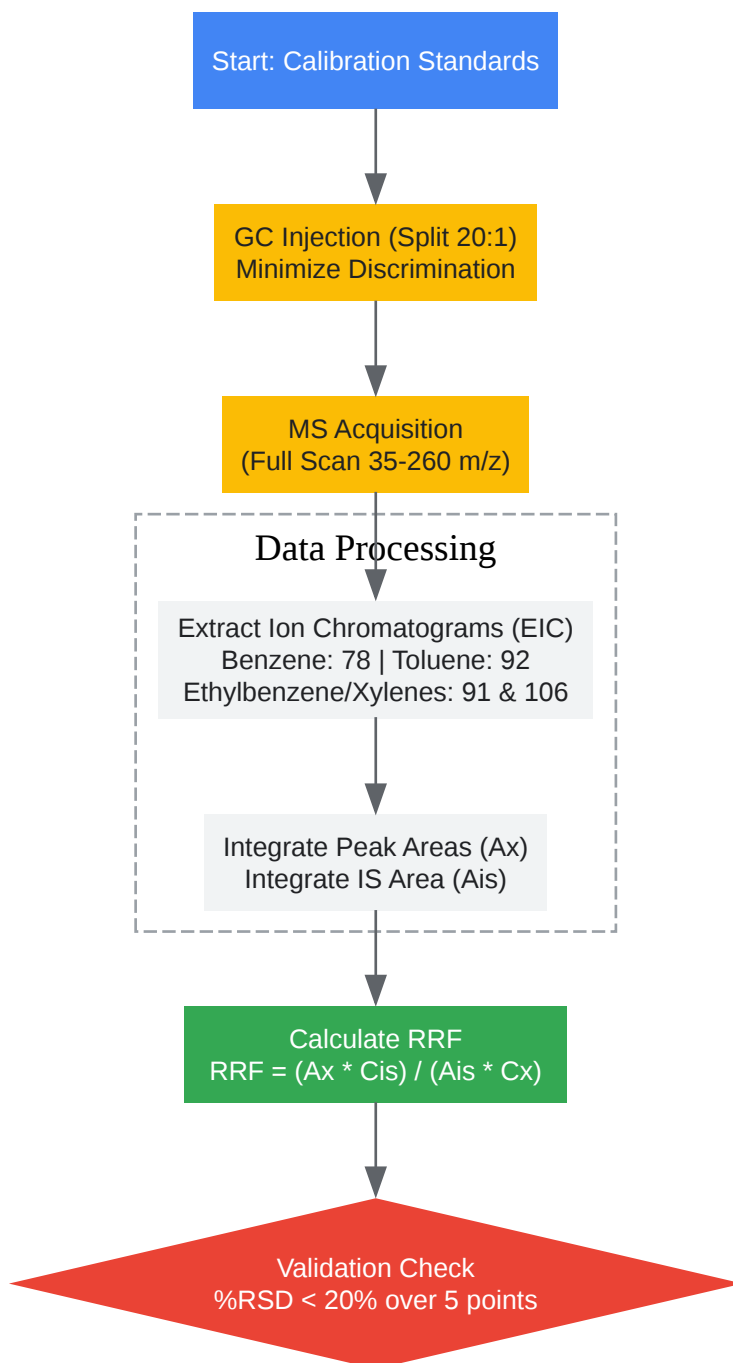 Start: Calibration Standards
GC Injection (Split 20:1)
Minimize Discrimination
MS Acquisition
(Full Scan 35-260 m/z)
Data Processing
Extract Ion Chromatograms (EIC)
Benzene: 78 | Toluene: 92
Ethylbenzene/Xylenes: 91 & 106
Integrate Peak Areas (Ax)
Integrate IS Area (Ais)
Calculate RRF
RRF = (Ax * Cis) / (Ais * Cx)
Validation Check
%RSD < 20% over 5 points